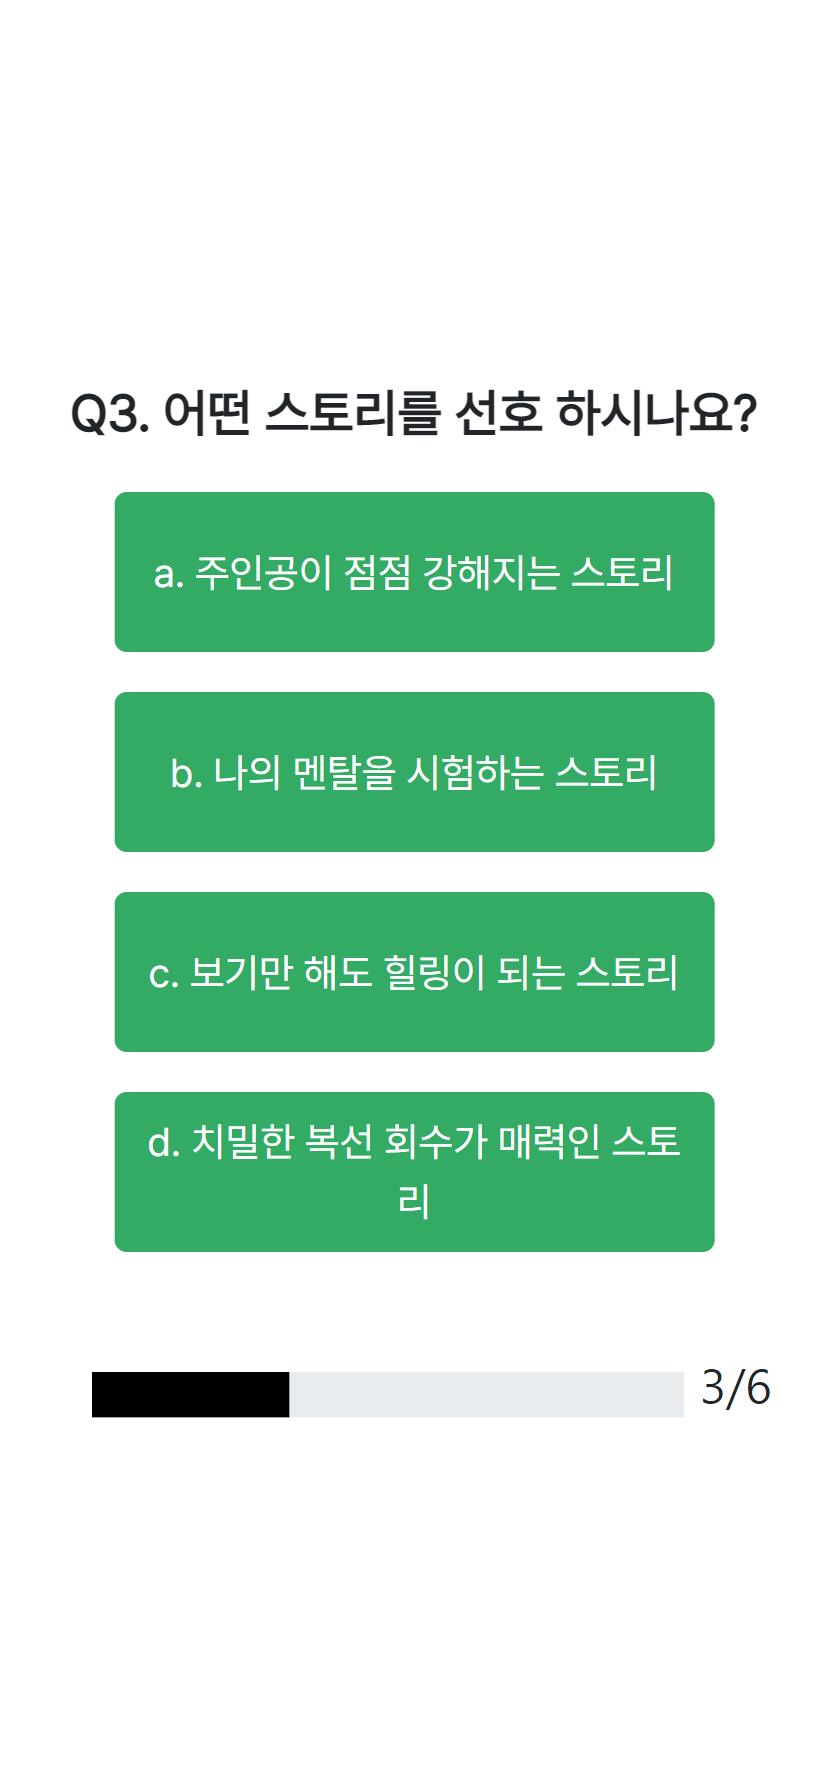 Q3. 어떤 스토리를 선호 하시나요?
a. 주인공이 점점 강해지는 스토리
b. 나의 멘탈을 시험하는 스토리
c. 보기만 해도 힐링이 되는 스토리
d. 치밀한 복선 회수가 매력인 스토
리
3/6